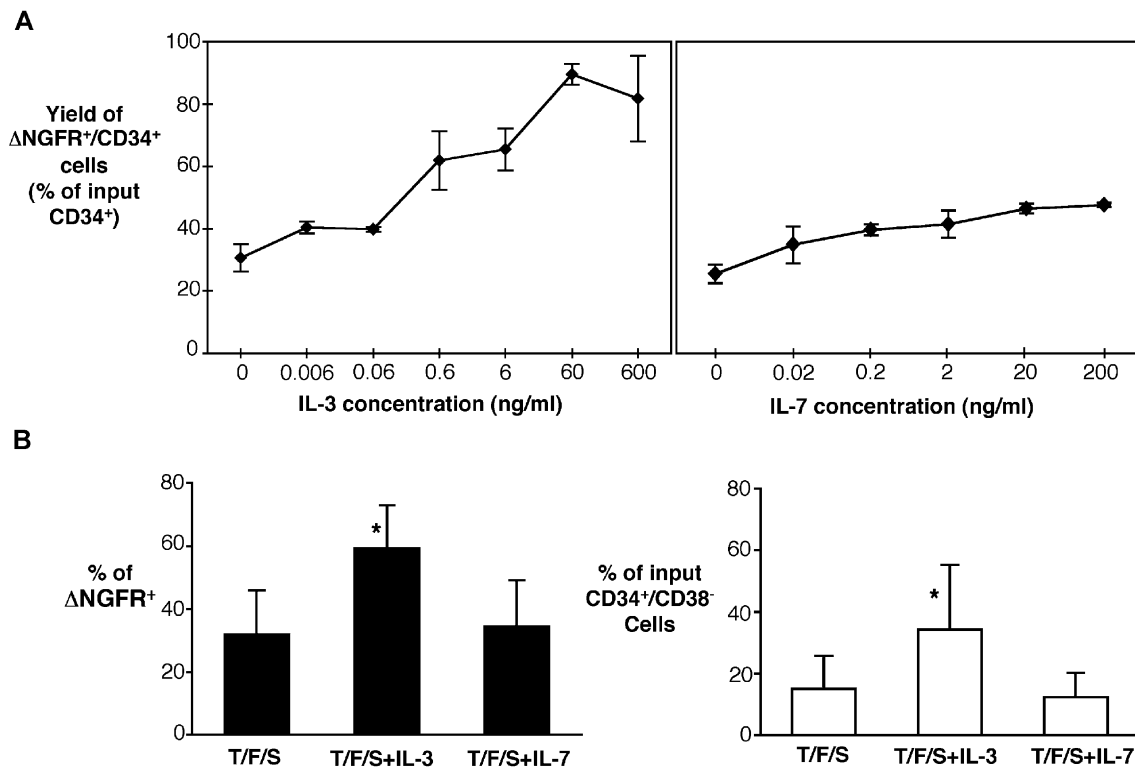 A
Yield of
ΔNGFR⁺/CD34⁺
cells
(% of input
CD34⁺)
100
80
60
40
20
0
0 0.006 0.06 0.6 6 60 600
IL-3 concentration (ng/ml)
0 0.02 0.2 2 20 200
IL-7 concentration (ng/ml)
B
% of
ΔNGFR⁺
80
60
40
20
0
*
T/F/S T/F/S+IL-3 T/F/S+IL-7
% of input
CD34⁺/CD38⁻
Cells
80
60
40
20
0
*
T/F/S T/F/S+IL-3 T/F/S+IL-7